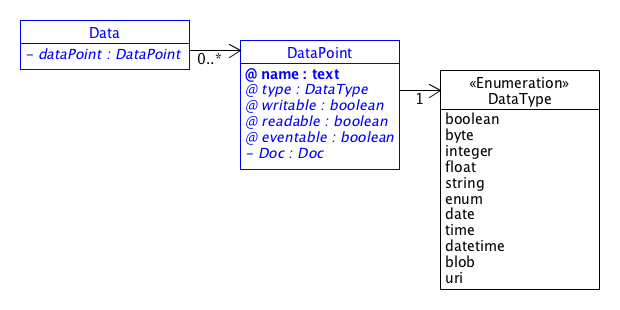 Data
- dataPoint : DataPoint
0..*
DataPoint
@ name : text
@ type : DataType
@ writable : boolean
@ readable : boolean
@ eventable : boolean
- Doc : Doc
1
«Enumeration»
DataType
boolean
byte
integer
float
string
enum
date
time
datetime
blob
uri